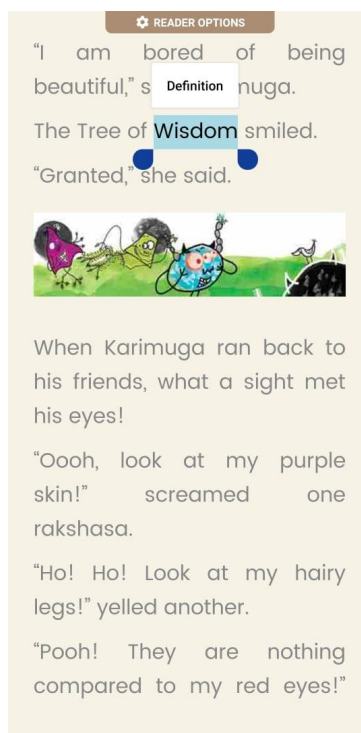 READER OPTIONS
“I am bored of being
beautiful,” s muga.
Definition
The Tree of Wisdom smiled.
“Granted,” she said.
When Karimuga ran back to
his friends, what a sight met
his eyes!
“Oooh, look at my purple
skin!” screamed one
rakshasa.
“Ho! Ho! Look at my hairy
legs!” yelled another.
“Pooh! They are nothing
compared to my red eyes!”